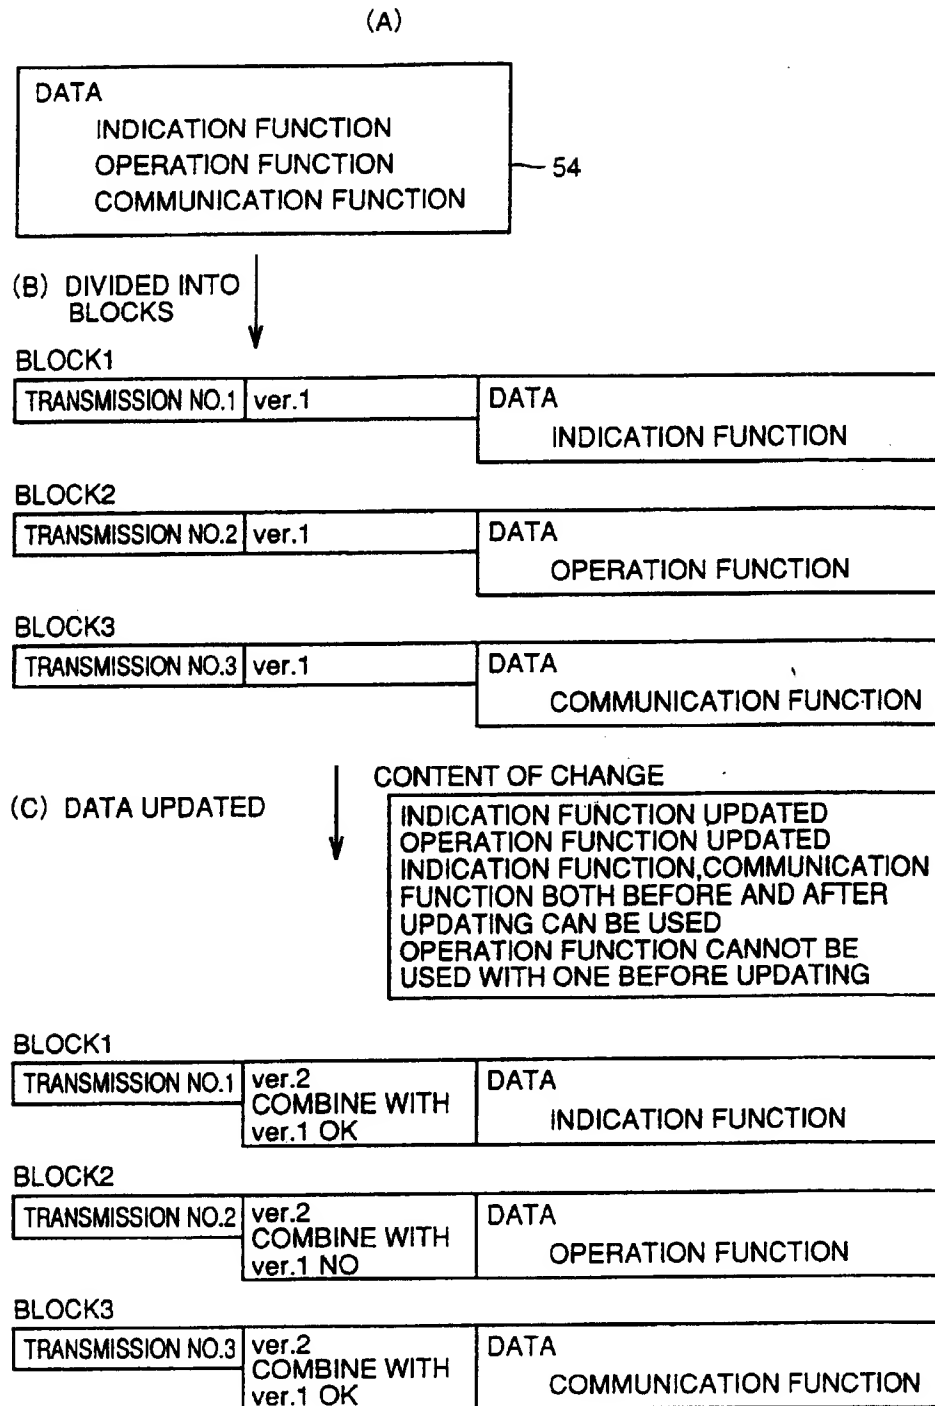 (A)
DATA
INDICATION FUNCTION
OPERATION FUNCTION
COMMUNICATION FUNCTION
54
(B) DIVIDED INTO
BLOCKS
BLOCK1
TRANSMISSION NO.1 ver.1 DATA
INDICATION FUNCTION
BLOCK2
TRANSMISSION NO.2 ver.1 DATA
OPERATION FUNCTION
BLOCK3
TRANSMISSION NO.3 ver.1 DATA
COMMUNICATION FUNCTION
(C) DATA UPDATED
CONTENT OF CHANGE
INDICATION FUNCTION UPDATED
OPERATION FUNCTION UPDATED
INDICATION FUNCTION,COMMUNICATION
FUNCTION BOTH BEFORE AND AFTER
UPDATING CAN BE USED
OPERATION FUNCTION CANNOT BE
USED WITH ONE BEFORE UPDATING
BLOCK1
TRANSMISSION NO.1 ver.2 DATA
COMBINE WITH
ver.1 OK INDICATION FUNCTION
BLOCK2
TRANSMISSION NO.2 ver.2 DATA
COMBINE WITH
ver.1 NO OPERATION FUNCTION
BLOCK3
TRANSMISSION NO.3 ver.2 DATA
COMBINE WITH
ver.1 OK COMMUNICATION FUNCTION